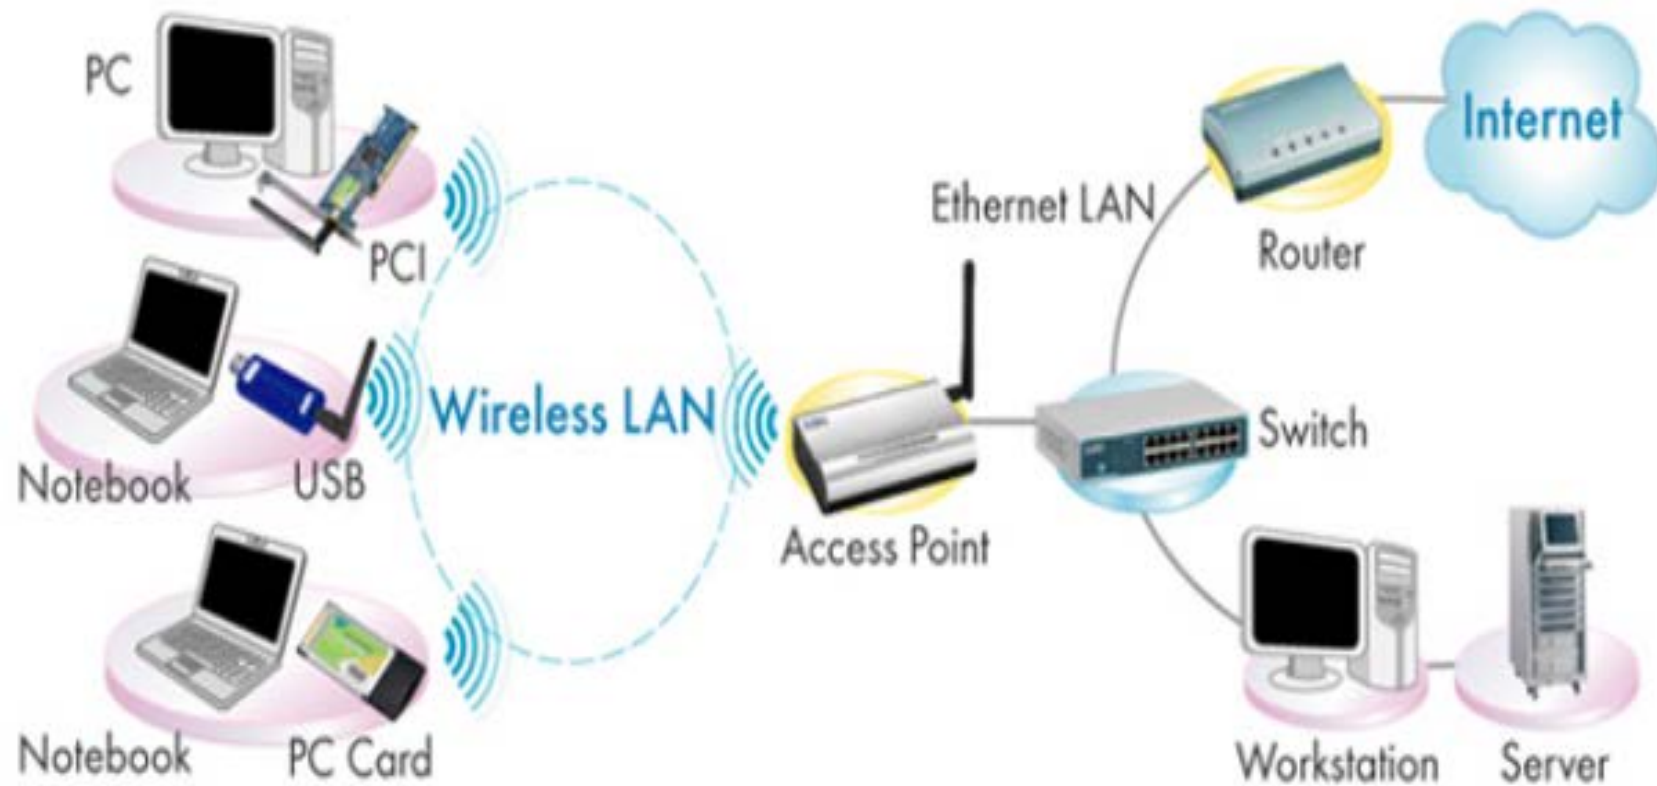 PC
PCI
Internet
Ethernet LAN
Router
Wireless LAN
Notebook
USB
Access Point
Switch
Notebook
PC Card
Workstation
Server